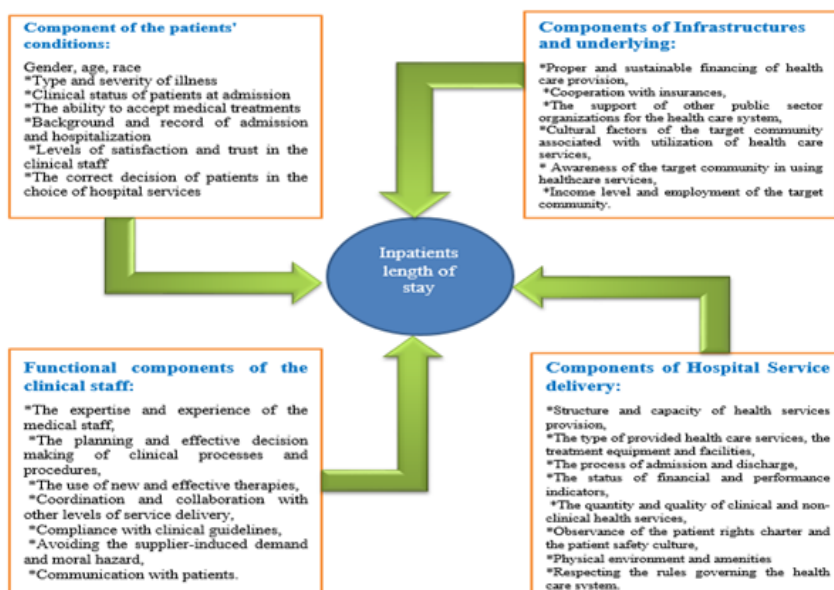 Component of the patients'
conditions:
Gender, age, race
*Type and severity of illness
*Clinical status of patients at admission
*The ability to accept medical treatments
*Background and record of admission
and hospitalization
*Levels of satisfaction and trust in the
clinical staff
*The correct decision of patients in the
choice of hospital services
Components of Infrastructures
and underlying:
*Proper and sustainable financing of health
care provision,
*Cooperation with insurances,
*The support of other public sector
organizations for the health care system,
*Cultural factors of the target community
associated with utilization of health care
services,
* Awareness of the target community in using
healthcare services,
*Income level and employment of the target
community.
Inpatients
length of
stay
Functional components of the
clinical staff:
*The expertise and experience of the
medical staff,
*The planning and effective decision
making of clinical processes and
procedures,
*The use of new and effective therapies,
*Coordination and collaboration with
other levels of service delivery,
*Compliance with clinical guidelines,
*Avoiding the supplier-induced demand
and moral hazard,
*Communication with patients.
Components of Hospital Service
delivery:
*Structure and capacity of health services
provision,
*The type of provided health care services, the
treatment equipment and facilities,
*The process of admission and discharge,
*The status of financial and performance
indicators,
*The quantity and quality of clinical and non-
clinical health services,
*Observance of the patient rights charter and
the patient safety culture,
*Physical environment and amenities
*Respecting the rules governing the health
care system.